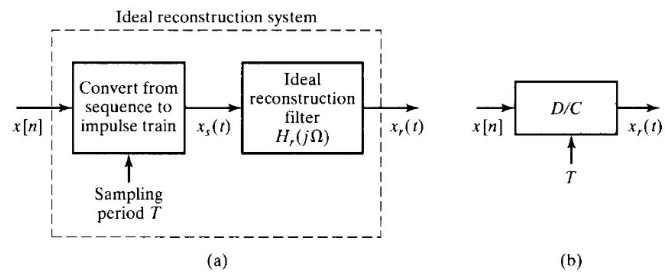 Ideal reconstruction system
Convert from
sequence to
impulse train
Ideal
reconstruction
filter
H_r(jΩ)
x[n]
x_s(t)
x_r(t)
Sampling
period T
(a)
D/C
x[n]
x_r(t)
T
(b)